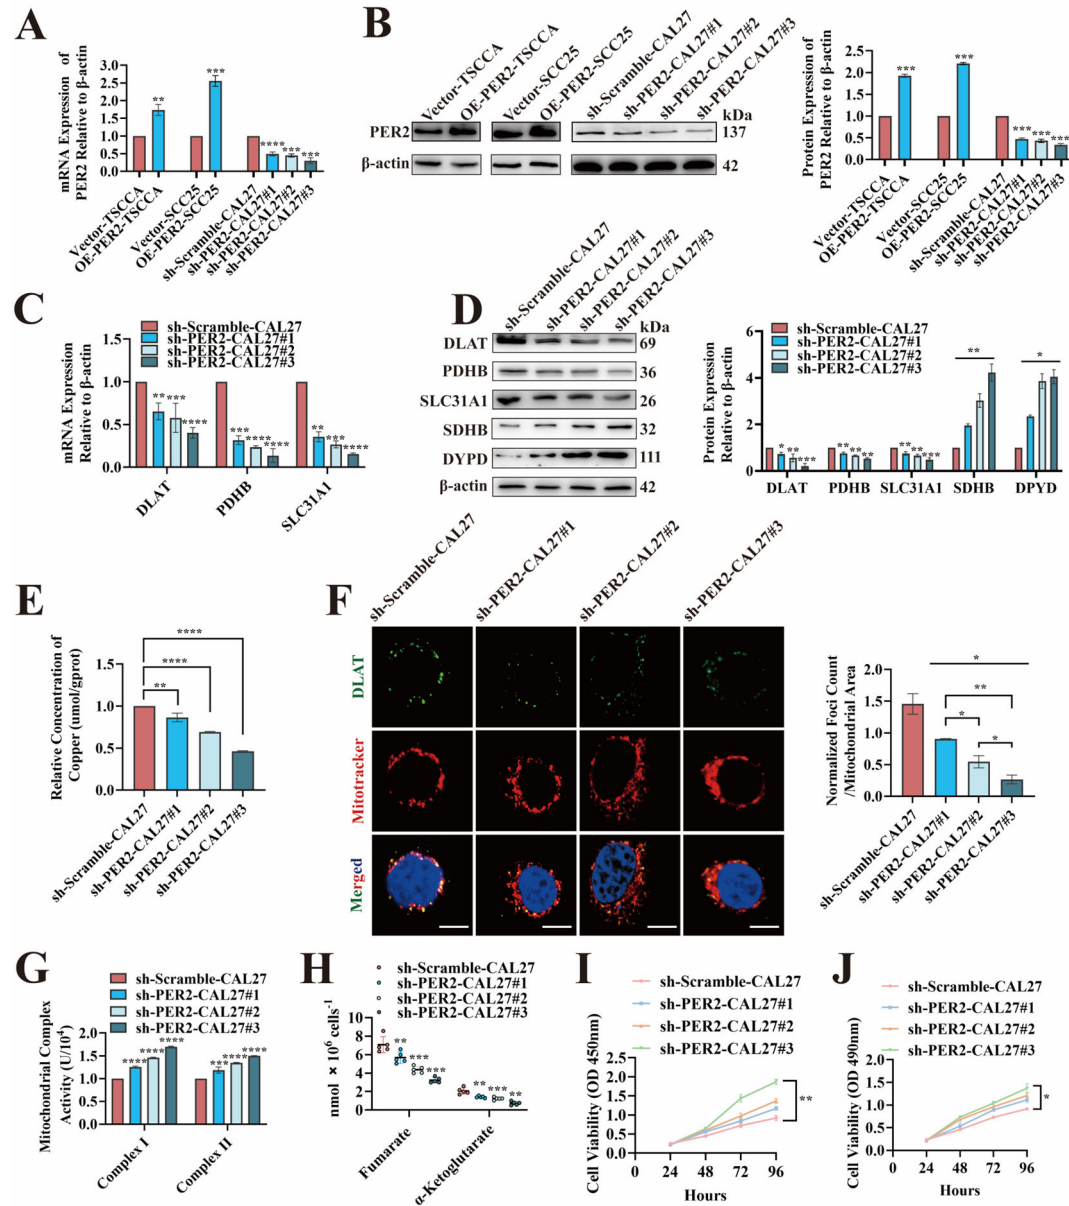 A
mRNA Expression of
PER2 Relative to β-actin
3.0
2.5
2.0
1.5
1.0
0.5
0.0
**
***
****
***
***
Vector-TSCCA
OE-PER2-TSCCA
Vector-SCC25
OE-PER2-SCC25
sh-Scramble-CAL27
sh-PER2-CAL27#1
sh-PER2-CAL27#2
sh-PER2-CAL27#3
B
Vector-TSCCA
OE-PER2-TSCCA
Vector-SCC25
OE-PER2-SCC25
sh-Scramble-CAL27
sh-PER2-CAL27#1
sh-PER2-CAL27#2
sh-PER2-CAL27#3
kDa
PER2
137
β-actin
42
Protein Expression of
PER2 Relative to β-actin
2.5
2.0
1.5
1.0
0.5
0.0
***
***
***
***
***
Vector-TSCCA
OE-PER2-TSCCA
Vector-SCC25
OE-PER2-SCC25
sh-Scramble-CAL27
sh-PER2-CAL27#1
sh-PER2-CAL27#2
sh-PER2-CAL27#3
C
sh-Scramble-CAL27
sh-PER2-CAL27#1
sh-PER2-CAL27#2
sh-PER2-CAL27#3
mRNA Expression
Relative to β-actin
1.0
0.5
0.0
** *** ****
*** **** ****
** *** ****
DLAT
PDHB
SLC31A1
D
sh-Scramble-CAL27
sh-PER2-CAL27#1
sh-PER2-CAL27#2
sh-PER2-CAL27#3
kDa
DLAT
69
PDHB
36
SLC31A1
26
SDHB
32
DYPD
111
β-actin
42
sh-Scramble-CAL27
sh-PER2-CAL27#1
sh-PER2-CAL27#2
sh-PER2-CAL27#3
Protein Expression
Relative to β-actin
6
4
2
0
* ** ***
** ** **
** ** ***
**
*
DLAT
PDHB
SLC31A1
SDHB
DPYD
E
Relative Concentration of
Copper (umol/gprot)
1.5
1.0
0.5
0.0
****
****
**
sh-Scramble-CAL27
sh-PER2-CAL27#1
sh-PER2-CAL27#2
sh-PER2-CAL27#3
F
sh-Scramble-CAL27
sh-PER2-CAL27#1
sh-PER2-CAL27#2
sh-PER2-CAL27#3
DLAT
Mitotracker
Merged
Normalized Foci Count
/Mitochondrial Area
2.0
1.5
1.0
0.5
0.0
*
**
*
*
sh-Scramble-CAL27
sh-PER2-CAL27#1
sh-PER2-CAL27#2
sh-PER2-CAL27#3
G
sh-Scramble-CAL27
sh-PER2-CAL27#1
sh-PER2-CAL27#2
sh-PER2-CAL27#3
Mitochondrial Complex
Activity (U/10⁴)
2.0
1.5
1.0
0.5
0.0
**** **** ****
*** **** ****
Complex I
Complex II
H
sh-Scramble-CAL27
sh-PER2-CAL27#1
sh-PER2-CAL27#2
sh-PER2-CAL27#3
nmol × 10⁶ cells⁻¹
10
8
6
4
2
0
** *** ***
** *** **
Fumarate
α-Ketoglutarate
I
sh-Scramble-CAL27
sh-PER2-CAL27#1
sh-PER2-CAL27#2
sh-PER2-CAL27#3
Cell Viability (OD 450nm)
2.5
2.0
1.5
1.0
0.5
0.0
**
0 24 48 72 96
Hours
J
sh-Scramble-CAL27
sh-PER2-CAL27#1
sh-PER2-CAL27#2
sh-PER2-CAL27#3
Cell Viability (OD 490nm)
2.0
1.5
1.0
0.5
0.0
*
0 24 48 72 96
Hours